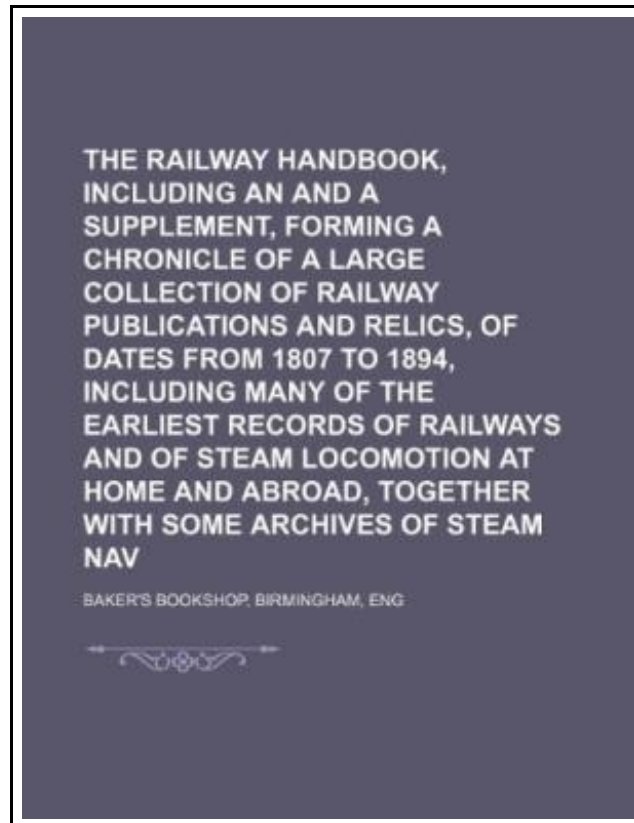 THE RAILWAY HANDBOOK,
INCLUDING AN AND A
SUPPLEMENT, FORMING A
CHRONICLE OF A LARGE
COLLECTION OF RAILWAY
PUBLICATIONS AND RELICS, OF
DATES FROM 1807 TO 1894,
INCLUDING MANY OF THE
EARLIEST RECORDS OF RAILWAYS
AND OF STEAM LOCOMOTION AT
HOME AND ABROAD, TOGETHER
WITH SOME ARCHIVES OF STEAM
NAV
BAKER'S BOOKSHOP, BIRMINGHAM, ENG